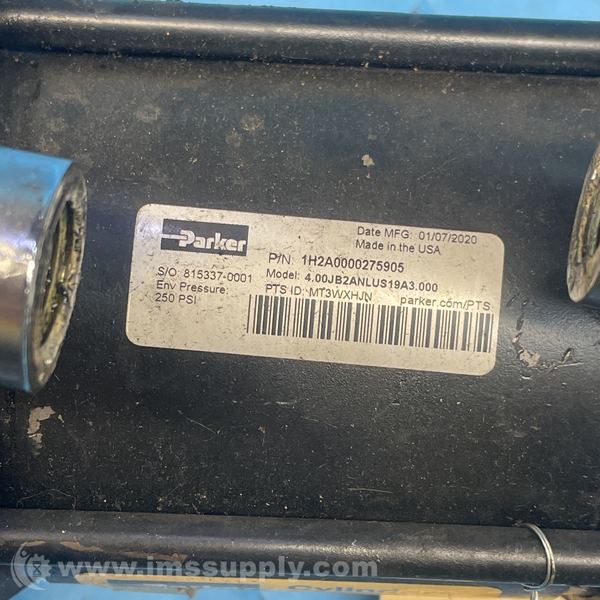 Parker
Date MFG: 01/07/2020
Made in the USA
P/N: 1H2A0000275905
S/O: 815337-0001
Model: 4.00JB2ANLUS19A3.000
Env Pressure:
250 PSI
PTS ID: MT3WXHJN
parker.com/PTS
www.imssupply.com